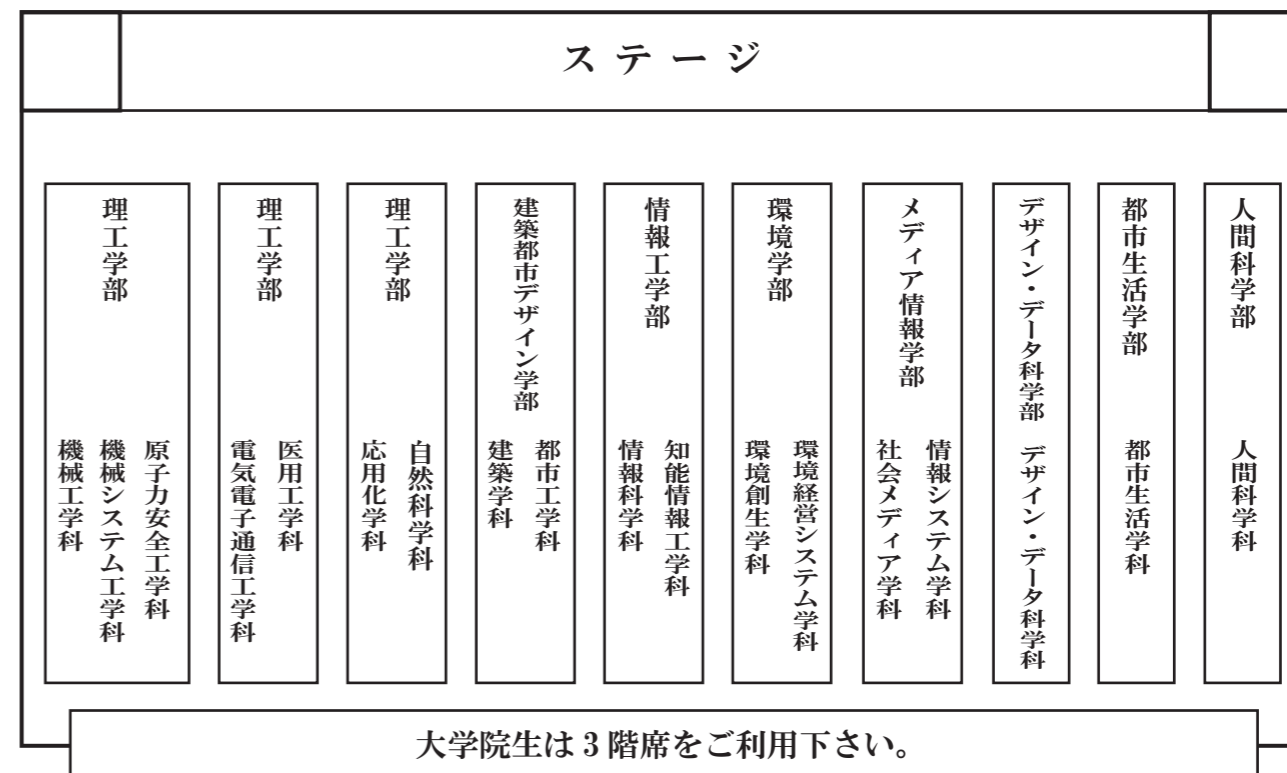 ステージ
理工学部
機械工学科
機械システム工学科
原子力安全工学科
理工学部
電気電子通信工学科
医用工学科
理工学部
応用化学科
自然科学科
建築都市デザイン学部
建築学科
都市工学科
情報工学部
情報科学科
知能情報工学科
環境学部
環境創生学科
環境経営システム学科
メディア情報学部
社会メディア学科
情報システム学科
デザイン・データ科学部
デザイン・データ科学科
都市生活学部
都市生活学科
人間科学部
人間科学科
大学院生は3階席をご利用下さい。